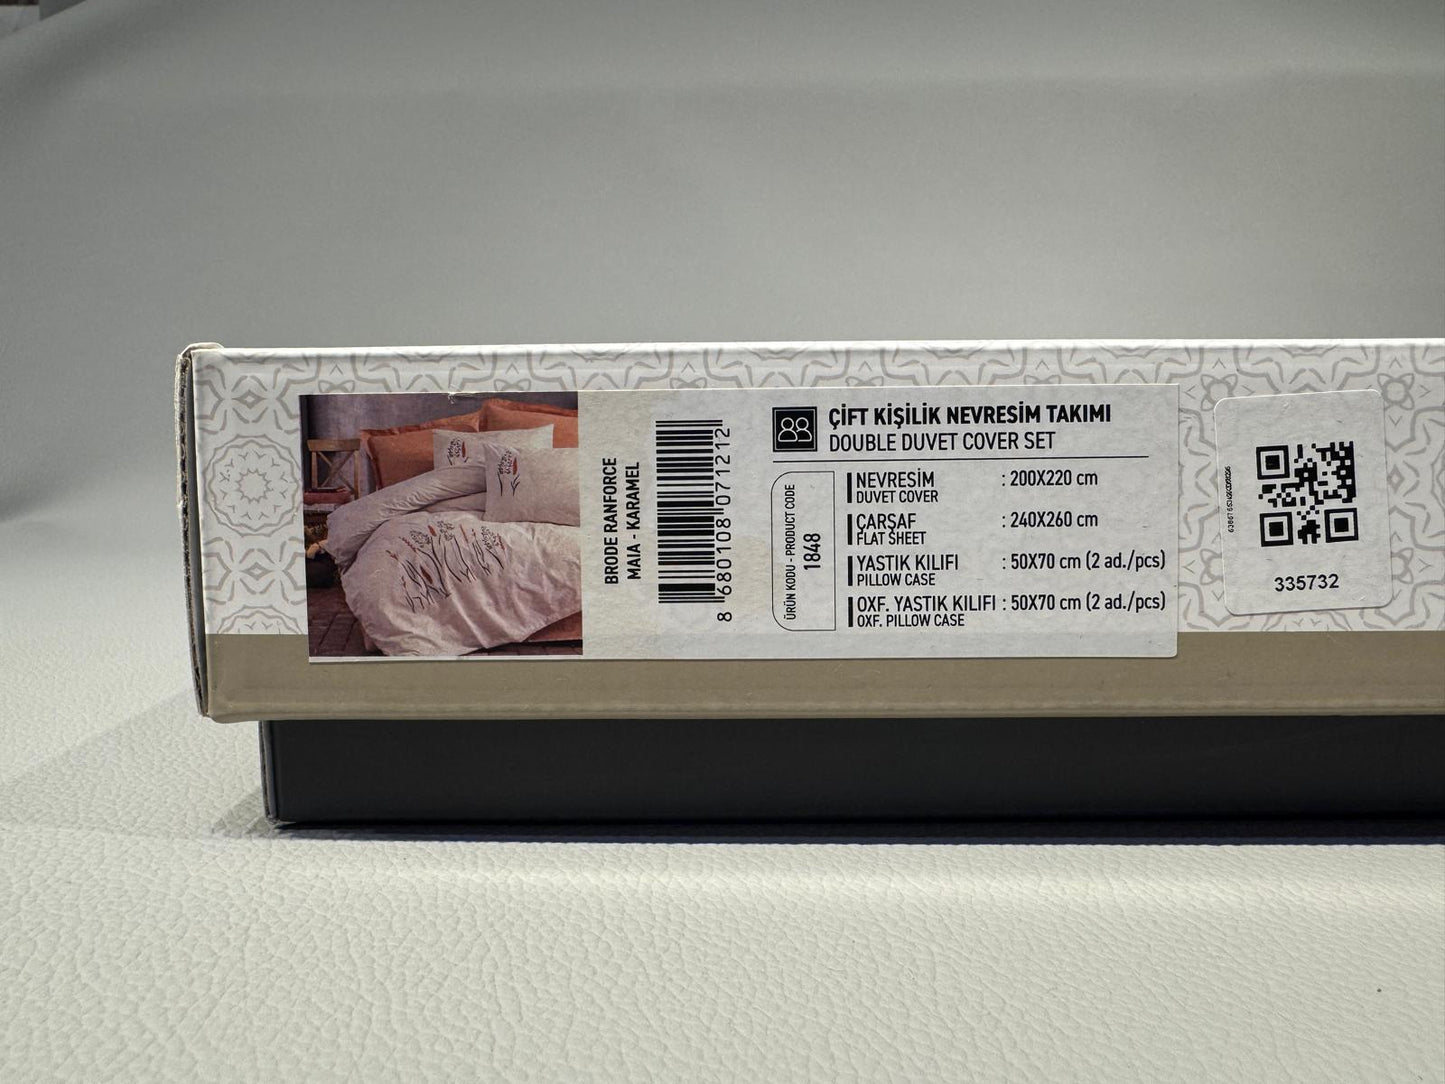 BRODE RANFORCE
MAIA - KARAMEL
8 680108 071212
ÇİFT KİŞİLİK NEVRESİM TAKIMI
DOUBLE DUVET COVER SET
ÜRÜN KODU - PRODUCT CODE
1848
NEVRESİM : 200X220 cm
DUVET COVER
ÇARŞAF : 240X260 cm
FLAT SHEET
YASTIK KILIFI : 50X70 cm (2 ad./pcs)
PILLOW CASE
OXF. YASTIK KILIFI : 50X70 cm (2 ad./pcs)
OXF. PILLOW CASE
335732